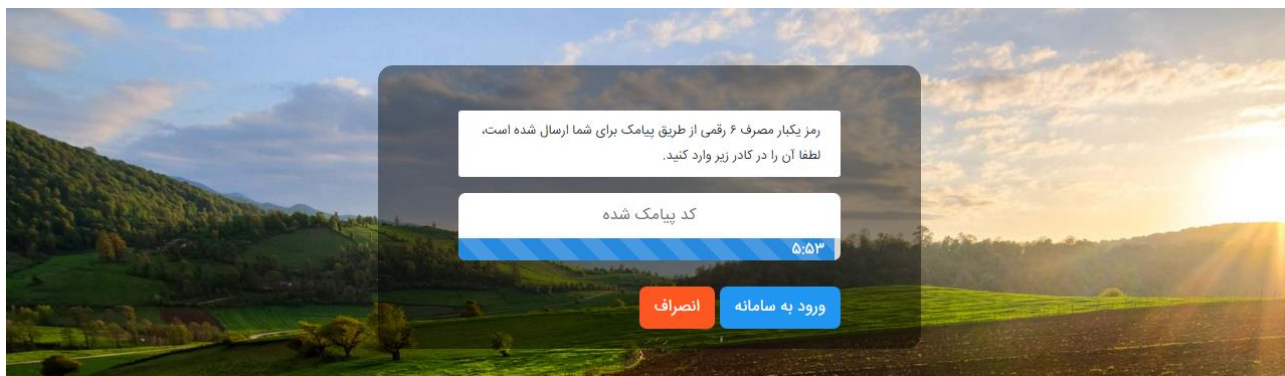 رمز یکبار مصرف ۶ رقمی از طریق پیامک برای شما ارسال شده است،
لطفا آن را در کادر زیر وارد کنید.
کد پیامک شده
۵:۵۳
ورود به سامانه
انصراف